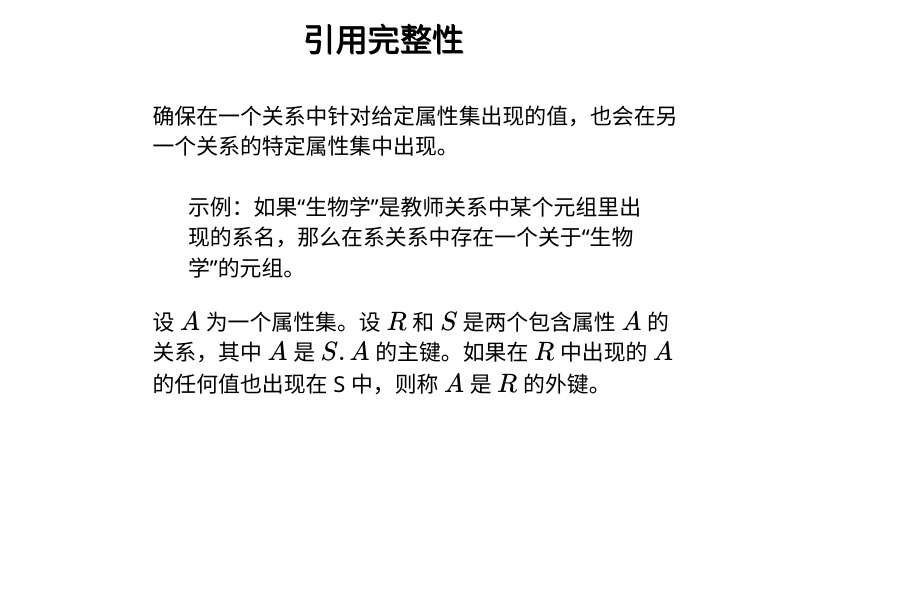 引用完整性
确保在一个关系中针对给定属性集出现的值，也会在另
一个关系的特定属性集中出现。
示例：如果“生物学”是教师关系中某个元组里出
现的系名，那么在系关系中存在一个关于“生物
学”的元组。
设 A 为一个属性集。设 R 和 S 是两个包含属性 A 的
关系，其中 A 是 S. A 的主键。如果在 R 中出现的 A
的任何值也出现在 S 中，则称 A 是 R 的外键。